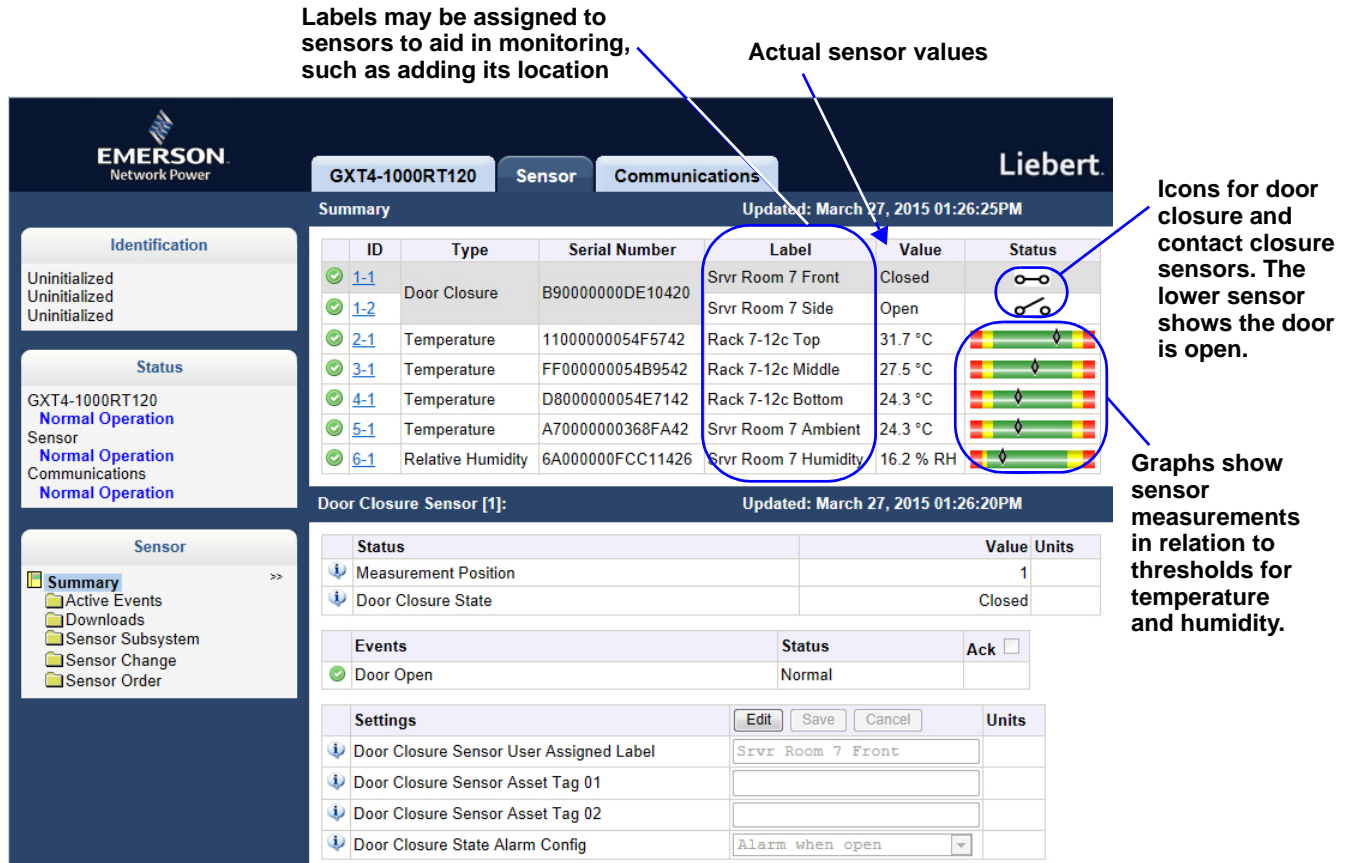 Labels may be assigned to
sensors to aid in monitoring,
such as adding its location
Actual sensor values
EMERSON.
Network Power
GXT4-1000RT120 Sensor Communications
Liebert.
Summary Updated: March 27, 2015 01:26:25PM
Icons for door
closure and
contact closure
sensors. The
lower sensor
shows the door
is open.
Identification
Uninitialized
Uninitialized
Uninitialized
Status
GXT4-1000RT120
Normal Operation
Sensor
Normal Operation
Communications
Normal Operation
Sensor
Summary >>
Active Events
Downloads
Sensor Subsystem
Sensor Change
Sensor Order
ID Type Serial Number Label Value Status
1-1 Door Closure B90000000DE10420 Srvr Room 7 Front Closed
1-2 Srvr Room 7 Side Open
2-1 Temperature 11000000054F5742 Rack 7-12c Top 31.7 °C
3-1 Temperature FF000000054B9542 Rack 7-12c Middle 27.5 °C
4-1 Temperature D8000000054E7142 Rack 7-12c Bottom 24.3 °C
5-1 Temperature A70000000368FA42 Srvr Room 7 Ambient 24.3 °C
6-1 Relative Humidity 6A000000FCC11426 Srvr Room 7 Humidity 16.2 % RH
Graphs show
sensor
measurements
in relation to
thresholds for
temperature
and humidity.
Door Closure Sensor [1]: Updated: March 27, 2015 01:26:20PM
Status Value Units
Measurement Position 1
Door Closure State Closed
Events Status Ack
Door Open Normal
Settings Edit Save Cancel Units
Door Closure Sensor User Assigned Label Srvr Room 7 Front
Door Closure Sensor Asset Tag 01
Door Closure Sensor Asset Tag 02
Door Closure State Alarm Config Alarm when open